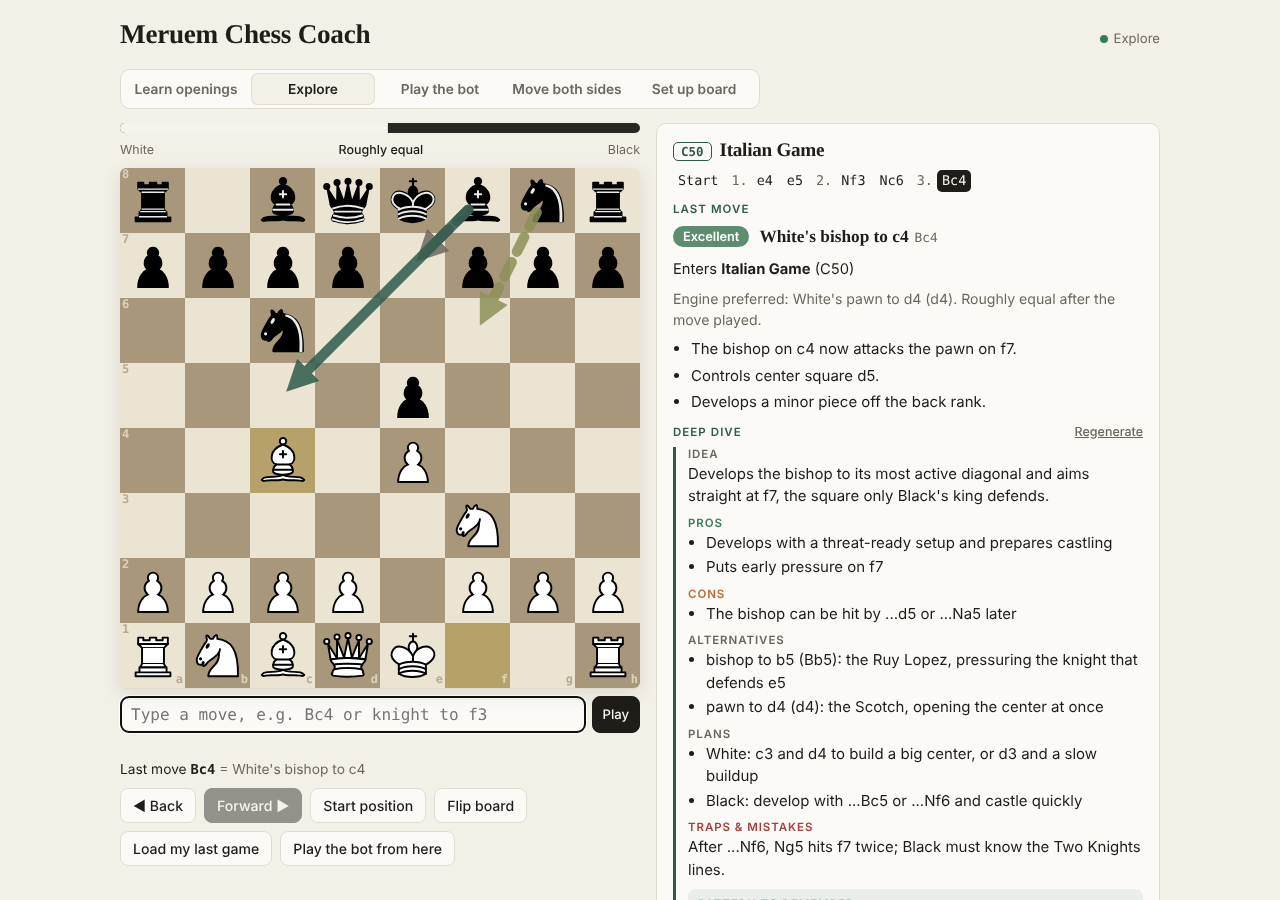 Meruem Chess Coach
Explore
Learn openings Explore Play the bot Move both sides Set up board
White Roughly equal Black
8
7
6
5
4
3
2
1
a b c d e f g h
Type a move, e.g. Bc4 or knight to f3 Play
Last move Bc4 = White's bishop to c4
◀ Back Forward ▶ Start position Flip board
Load my last game Play the bot from here
C50 Italian Game
Start 1. e4 e5 2. Nf3 Nc6 3. Bc4
LAST MOVE
Excellent White's bishop to c4 Bc4
Enters Italian Game (C50)
Engine preferred: White's pawn to d4 (d4). Roughly equal after the
move played.
• The bishop on c4 now attacks the pawn on f7.
• Controls center square d5.
• Develops a minor piece off the back rank.
DEEP DIVE Regenerate
IDEA
Develops the bishop to its most active diagonal and aims
straight at f7, the square only Black's king defends.
PROS
• Develops with a threat-ready setup and prepares castling
• Puts early pressure on f7
CONS
• The bishop can be hit by ...d5 or ...Na5 later
ALTERNATIVES
• bishop to b5 (Bb5): the Ruy Lopez, pressuring the knight that
defends e5
• pawn to d4 (d4): the Scotch, opening the center at once
PLANS
• White: c3 and d4 to build a big center, or d3 and a slow
buildup
• Black: develop with ...Bc5 or ...Nf6 and castle quickly
TRAPS & MISTAKES
After ...Nf6, Ng5 hits f7 twice; Black must know the Two Knights
lines.